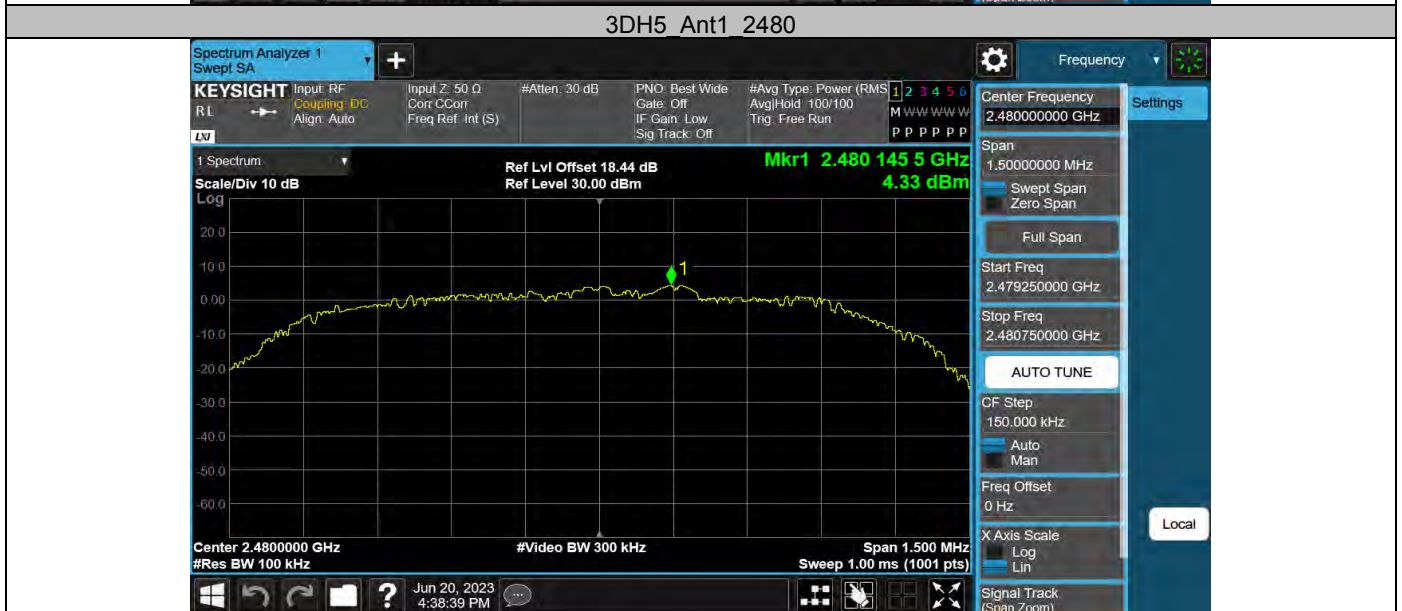 (Span Zoom)
3DH5_Ant1_2480
Spectrum Analyzer 1
Swept SA
+
Frequency
KEYSIGHT
RL
LXI
Input: RF
Coupling: DC
Align: Auto
Input Z: 50 Ω
Corr CCorr
Freq Ref: Int (S)
#Atten: 30 dB
PNO: Best Wide
Gate: Off
IF Gain: Low
Sig Track: Off
#Avg Type: Power (RMS
Avg|Hold: 100/100
Trig: Free Run
1 2 3 4 5 6
M W W W W W
P P P P P P
1 Spectrum
Scale/Div 10 dB
Log
Ref Lvl Offset 18.44 dB
Ref Level 30.00 dBm
Mkr1 2.480 145 5 GHz
4.33 dBm
20.0
10.0
0.00
-10.0
-20.0
-30.0
-40.0
-50.0
-60.0
1
Center 2.4800000 GHz
#Res BW 100 kHz
#Video BW 300 kHz
Span 1.500 MHz
Sweep 1.00 ms (1001 pts)
Center Frequency
2.480000000 GHz
Span
1.50000000 MHz
Swept Span
Zero Span
Full Span
Start Freq
2.479250000 GHz
Stop Freq
2.480750000 GHz
AUTO TUNE
CF Step
150.000 kHz
Auto
Man
Freq Offset
0 Hz
X Axis Scale
Log
Lin
Signal Track
(Span Zoom)
Settings
Local
?
Jun 20, 2023
4:38:39 PM